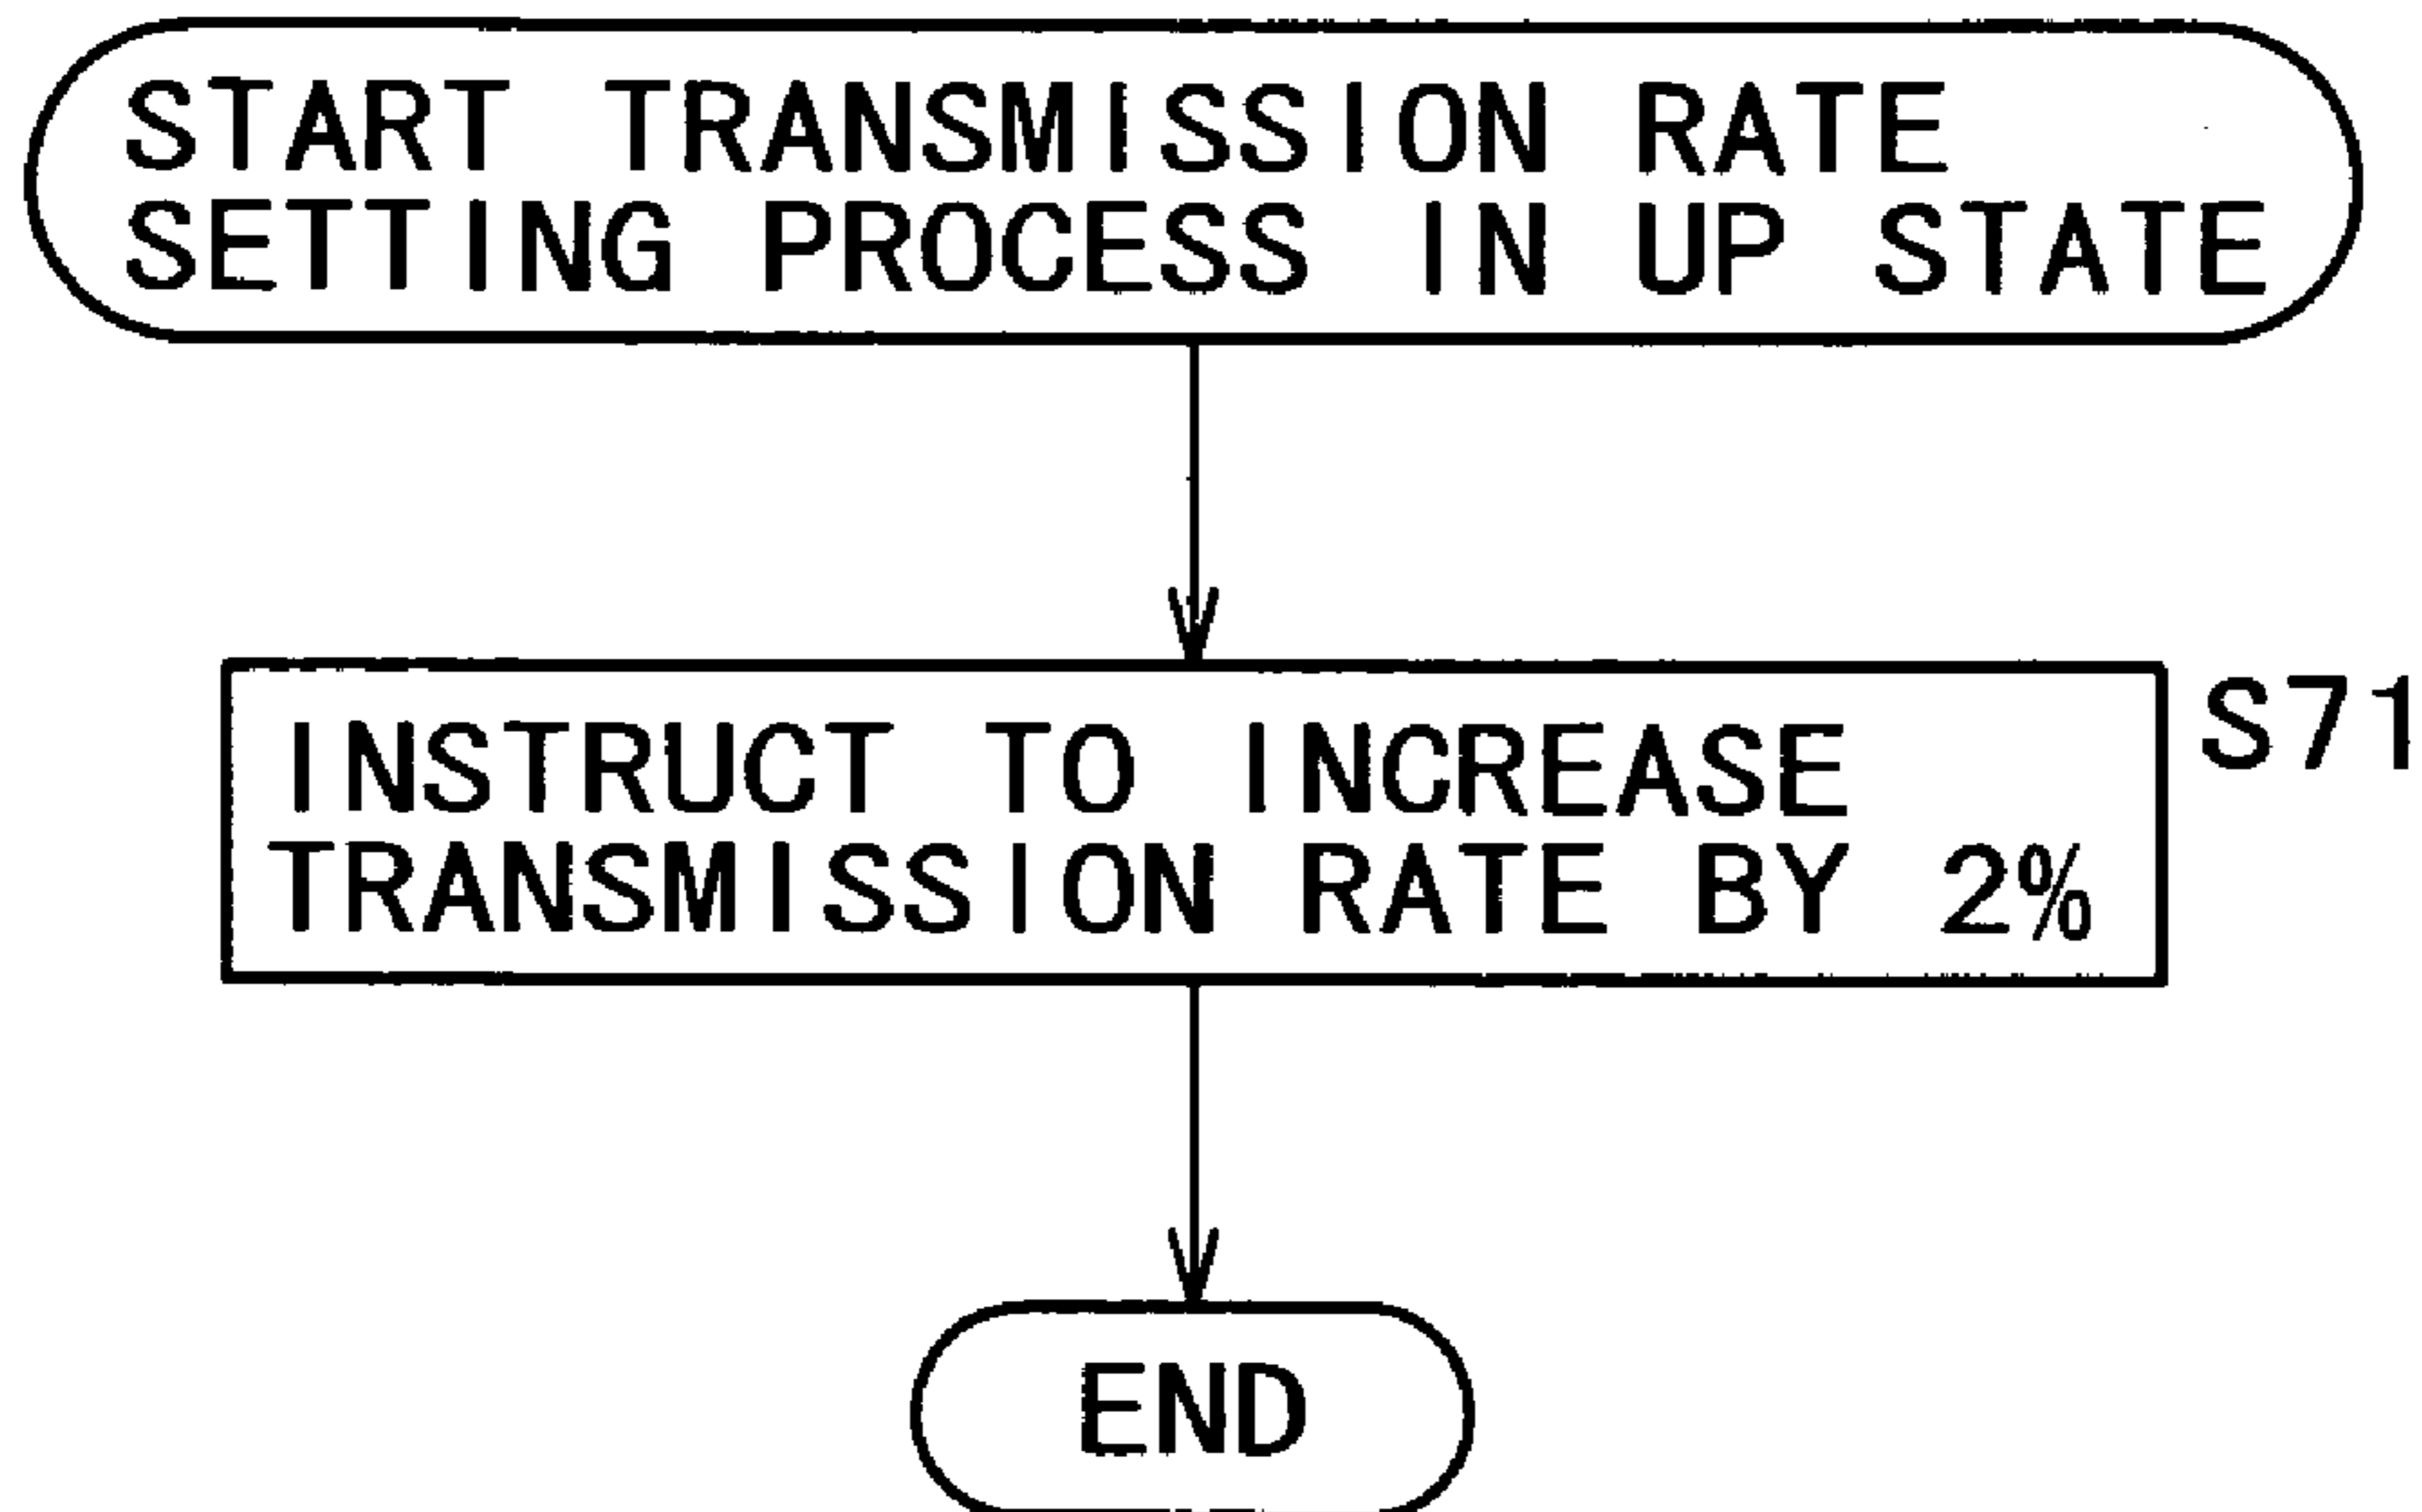 START TRANSMISSION RATE
SETTING PROCESS IN UP STATE
INSTRUCT TO INCREASE
TRANSMISSION RATE BY 2%
S71
END